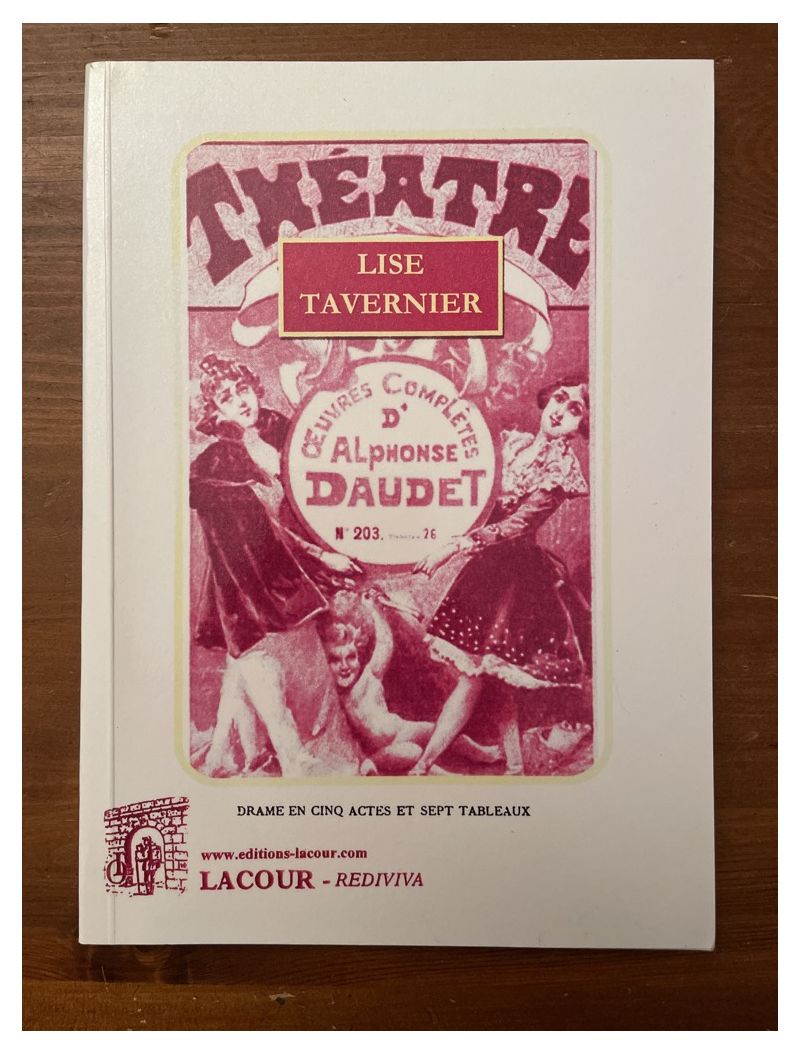 THÉATRE
LISE
TAVERNIER
ŒUVRES COMPLÈTES
D'
ALPHONSE
DAUDET
N° 203. 26
DRAME EN CINQ ACTES ET SEPT TABLEAUX
www.editions-lacour.com
LACOUR - REDIVIVA